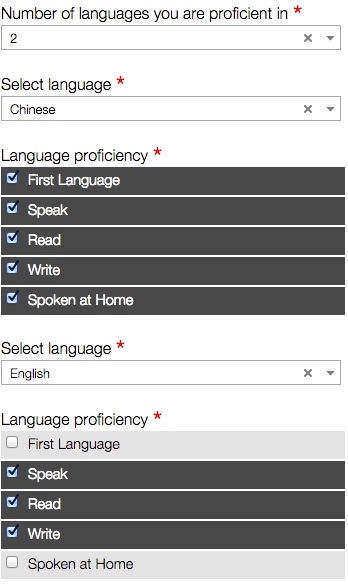 Number of languages you are proficient in *
2
Select language *
Chinese
Language proficiency *
First Language
Speak
Read
Write
Spoken at Home
Select language *
English
Language proficiency *
First Language
Speak
Read
Write
Spoken at Home